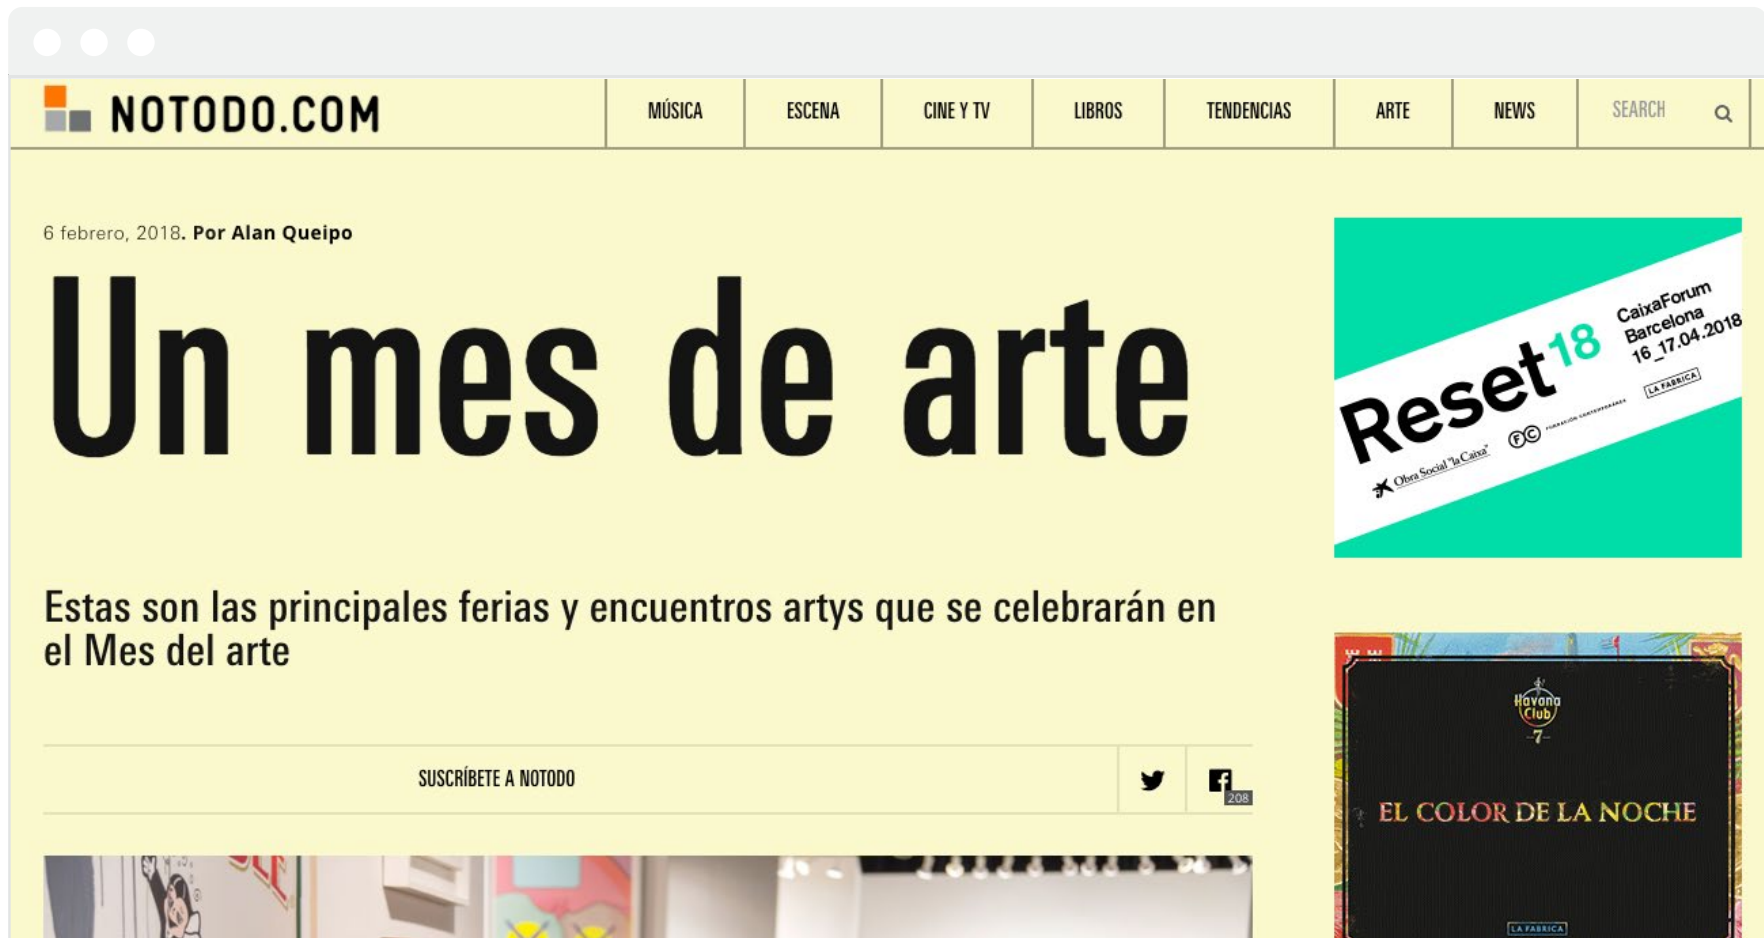 NOTODO.COM
MÚSICA
ESCENA
CINE Y TV
LIBROS
TENDENCIAS
ARTE
NEWS
SEARCH
6 febrero, 2018. Por Alan Queipo
Un mes de arte
Estas son las principales ferias y encuentros artys que se celebrarán en
el Mes del arte
SUSCRÍBETE A NOTODO
208
Reset18
CaixaForum
Barcelona
16_17.04.2018
LA FABRICA
Obra Social "la Caixa"
FC
FUNDACIÓN CONTEMPORÁNEA
Havana
Club
7
EL COLOR DE LA NOCHE
LA FABRICA